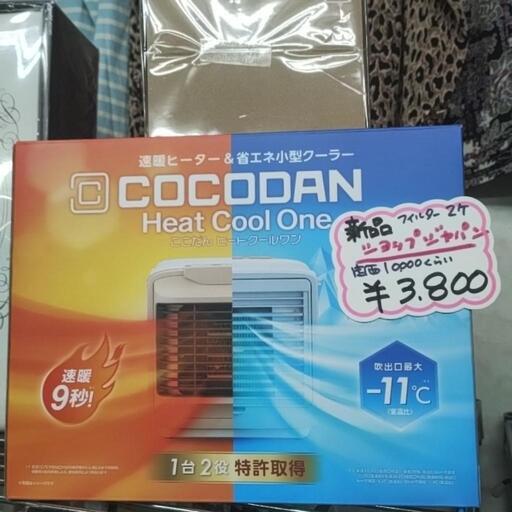 速暖ヒーター&省エネ小型クーラー
COCODAN
Heat Cool One
ここだん ヒートクールワン
新品 フィルター2ケ
ショップジャパン
10000くらい
¥3.800
速暖
9秒!
吹出口最大
-11℃
(室温比)
1台2役 特許取得